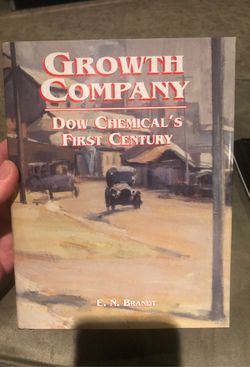 GROWTH
COMPANY
DOW CHEMICAL'S
FIRST CENTURY
E. N. BRANDT